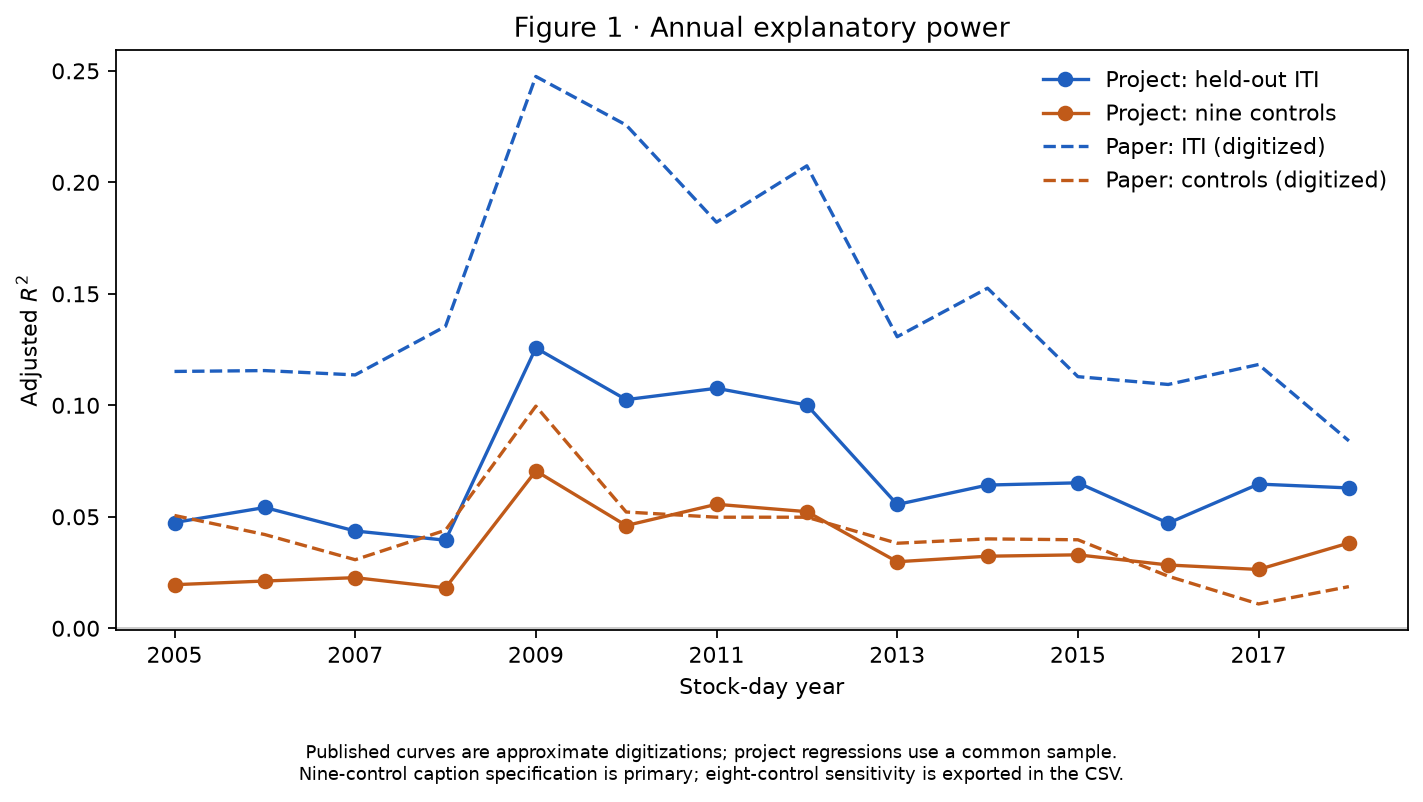 Figure 1 · Annual explanatory power
0.25
0.20
0.15
0.10
0.05
0.00
Adjusted R²
Project: held-out ITI
Project: nine controls
Paper: ITI (digitized)
Paper: controls (digitized)
2005 2007 2009 2011 2013 2015 2017
Stock-day year
Published curves are approximate digitizations; project regressions use a common sample.
Nine-control caption specification is primary; eight-control sensitivity is exported in the CSV.